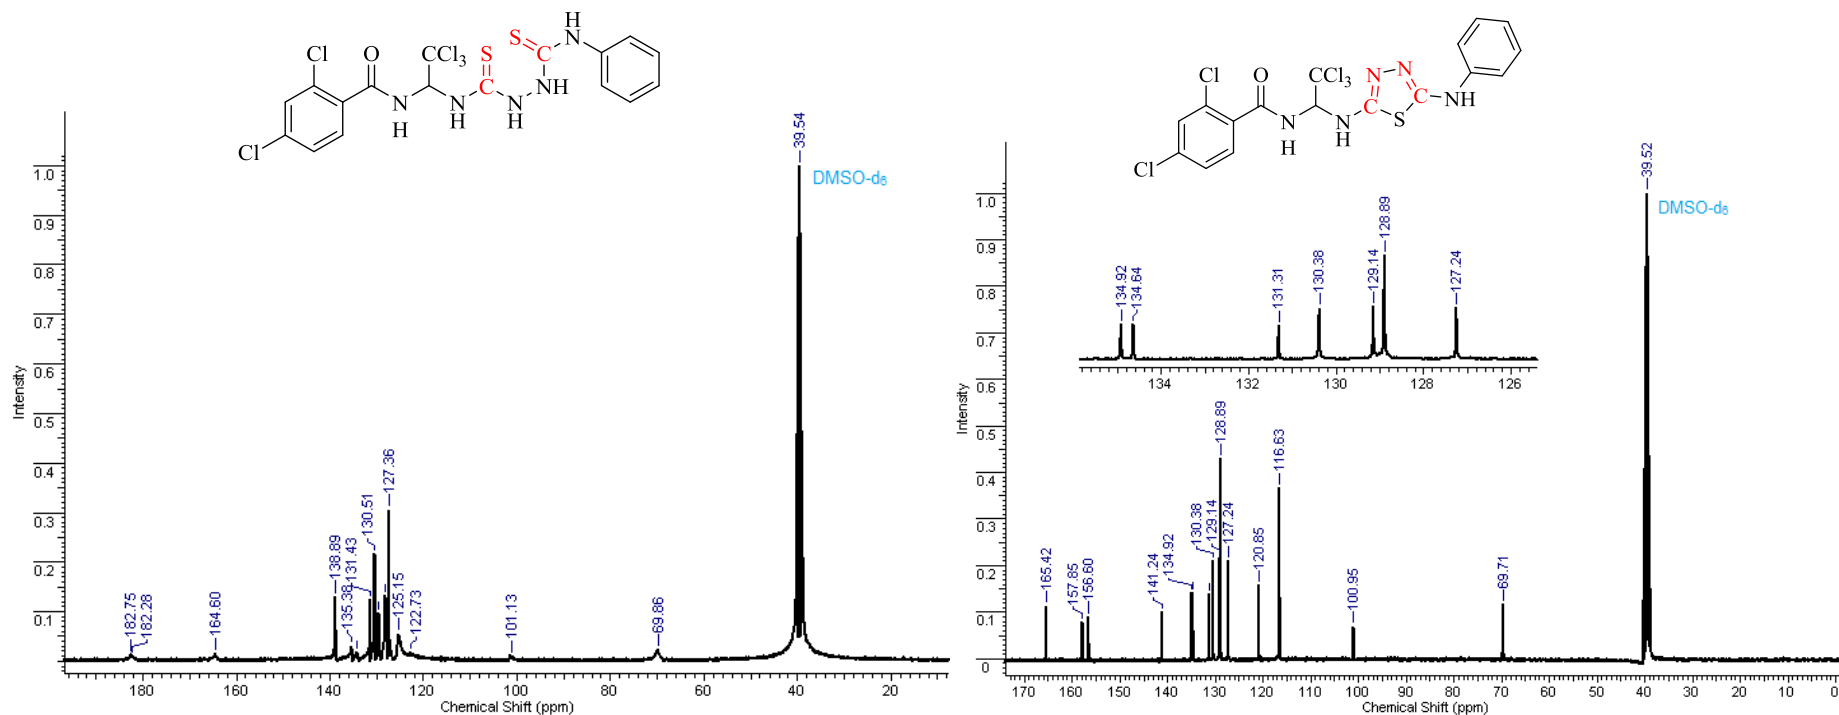 S
S
H
N
Cl
O
CCl3
C
C
NH
N
H
N
H
N
H
Cl
39.54
DMSO-d6
1.0
0.9
0.8
0.7
0.6
0.5
0.4
0.3
0.2
0.1
Intensity
182.75
182.28
164.60
138.89
135.38
131.43
130.51
127.36
125.15
122.73
101.13
69.86
180 160 140 120 100 80 60 40 20
Chemical Shift (ppm)
Cl
O
CCl3
N
N
C
C
NH
S
N
H
NH
Cl
39.52
DMSO-d6
1.0
0.9
0.8
0.7
0.6
0.5
0.4
0.3
0.2
0.1
0
Intensity
134.92
134.64
131.31
130.38
129.14
128.89
127.24
134 132 130 128 126
165.42
157.85
156.60
141.24
134.92
130.38
129.14
128.89
127.24
120.85
116.63
100.95
69.71
170 160 150 140 130 120 110 100 90 80 70 60 50 40 30 20 10 0
Chemical Shift (ppm)